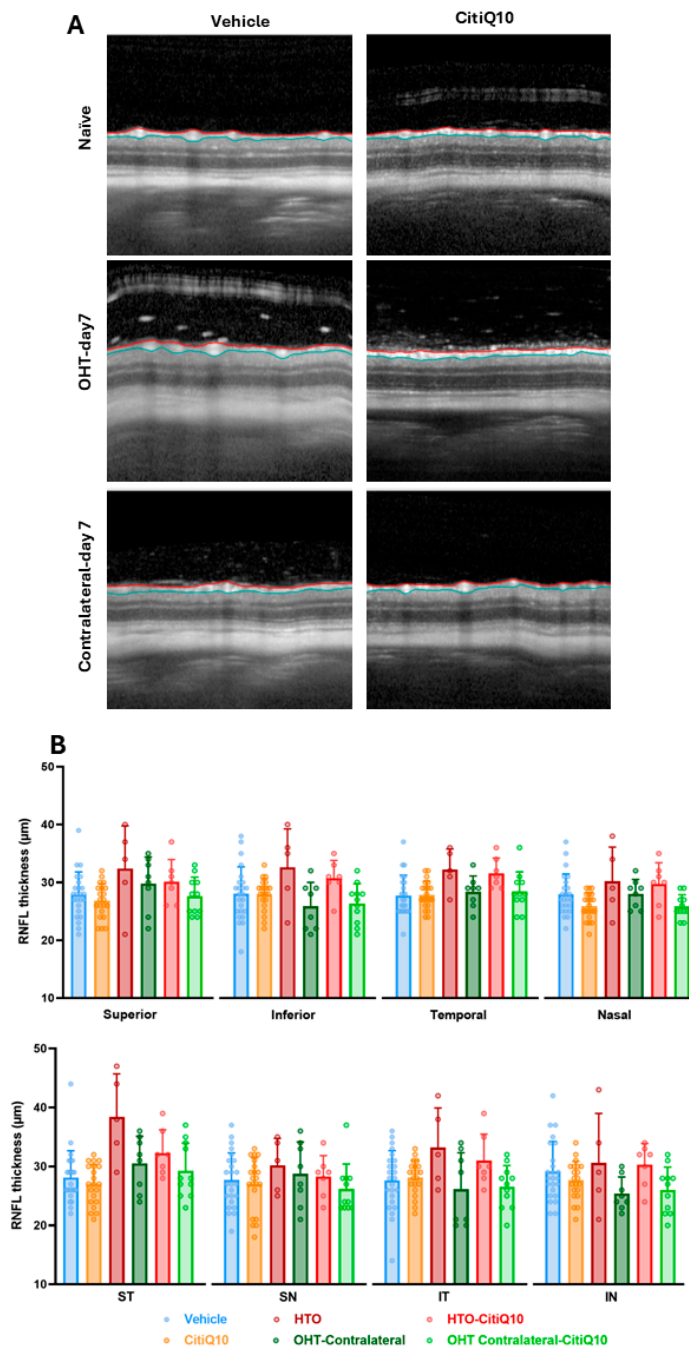 A
Vehicle
CitiQ10
Naïve
OHT-day7
Contralateral-day 7
B
RNFL thickness (µm)
50
40
30
20
10
Superior
Inferior
Temporal
Nasal
RNFL thickness (µm)
50
40
30
20
10
ST
SN
IT
IN
Vehicle
HTO
HTO-CitiQ10
CitiQ10
OHT-Contralateral
OHT Contralateral-CitiQ10